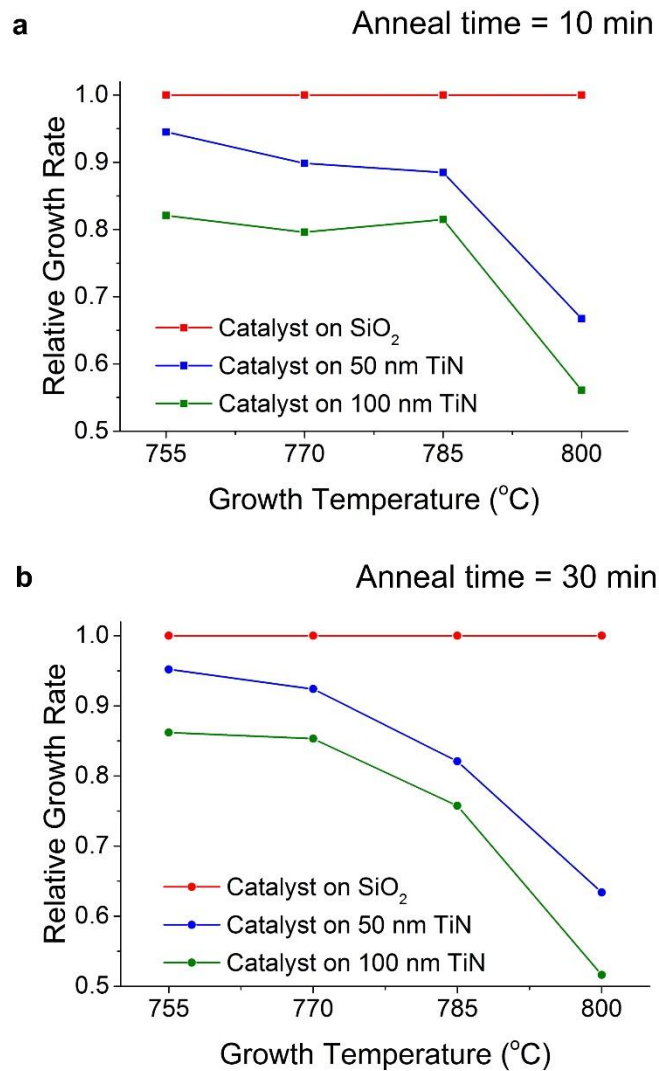 a
Anneal time = 10 min
1.0
0.9
0.8
0.7
0.6
0.5
Relative Growth Rate
Catalyst on SiO₂
Catalyst on 50 nm TiN
Catalyst on 100 nm TiN
755 770 785 800
Growth Temperature (°C)
b
Anneal time = 30 min
1.0
0.9
0.8
0.7
0.6
0.5
Relative Growth Rate
Catalyst on SiO₂
Catalyst on 50 nm TiN
Catalyst on 100 nm TiN
755 770 785 800
Growth Temperature (°C)